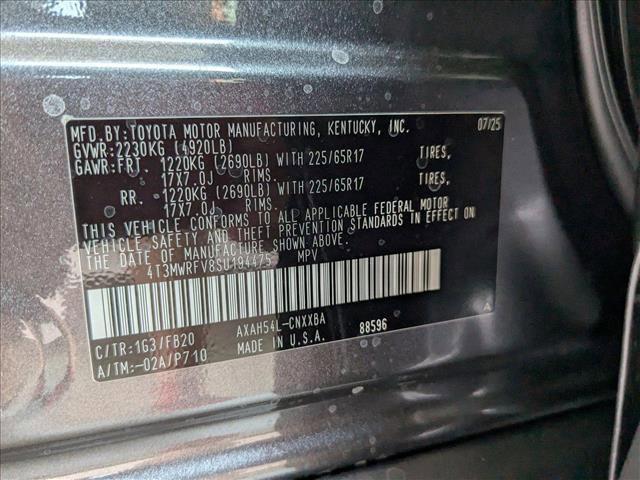 MFD.BY:TOYOTA MOTOR MANUFACTURING, KENTUCKY, INC. 07/25
GVWR:2230KG (4920LB)
GAWR:FRT. 1220KG (2690LB) WITH 225/65R17 TIRES,
17X7.0J RIMS.
RR. 1220KG (2690LB) WITH 225/65R17 TIRES,
17X7.0J RIMS.
THIS VEHICLE CONFORMS TO ALL APPLICABLE FEDERAL MOTOR
VEHICLE SAFETY AND THEFT PREVENTION STANDARDS IN EFFECT ON
THE DATE OF MANUFACTURE SHOWN ABOVE.
4T3MWRFV8SU194475 MPV
C/TR:1G3/FB20 AXAH54L-CNXXBA 88596 A
A/TM:-02A/P710 MADE IN U.S.A.